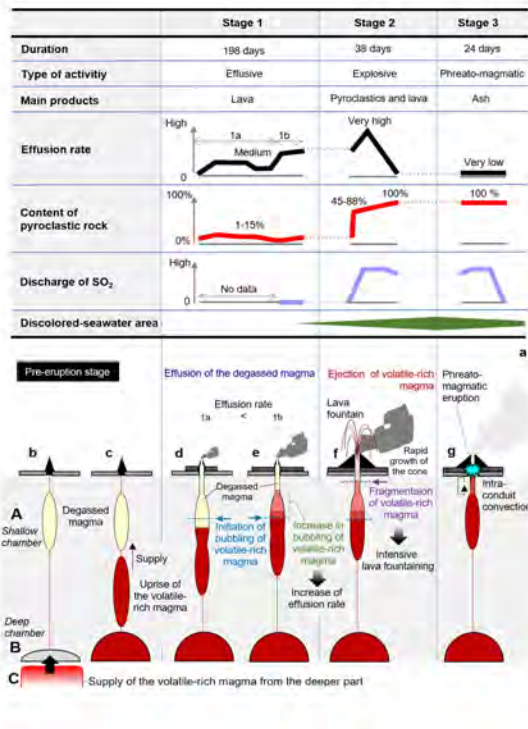 Stage 1 Stage 2 Stage 3
Duration 198 days 38 days 24 days
Type of activitiy Effusive Explosive Phreato-magmatic
Main products Lava Pyroclastics and lava Ash
High 1a 1b Very high
Effusion rate Medium
0 Very low
100% 45-88% 100% 100 %
Content of
pyroclastic rock 1-15%
0%
High
Discharge of SO2 No data
0
Discolored-seawater area
a
Pre-eruption stage Effusion of the degassed magma Ejection of volatile-rich
magma
Phreato-
magmatic
eruption
Effusion rate
1a < 1b
Lava
fountain
b c d e f g
Rapid
growth of
the cone
Degassed magma
Intra-
conduit
convection
A
Shallow
chamber
Degassed
magma
Fragmentaion
of volatile-rich
magma
Initiation of
bubbling of
volatile-rich
magma
Increase in
bubbling of
volatile-rich
magma
Supply
Uprise of
the volatile-
rich magma
Intensive
lava fountaining
Increase of
effusion rate
Deep
chamber
B
C Supply of the volatile-rich magma from the deeper part